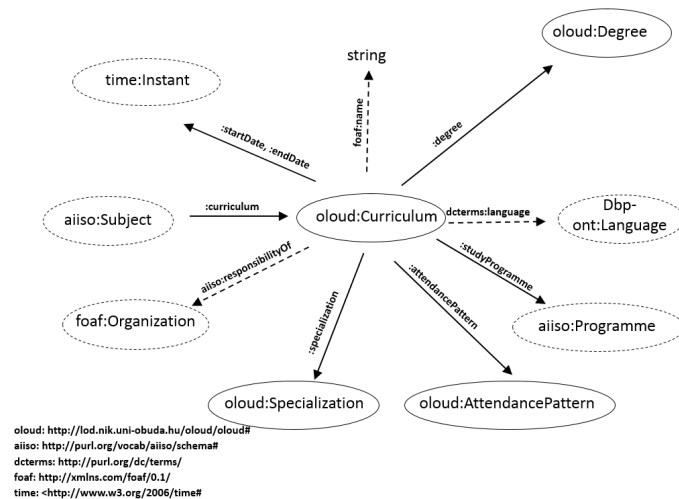 oloud:Degree
string
time:Instant
foaf:name
:degree
:startDate, :endDate
:curriculum
aiiso:Subject
oloud:Curriculum
dcterms:language
Dbp-
ont:Language
:studyProgramme
aiiso:responsibilityOf
:attendancePattern
:specialization
foaf:Organization
aiiso:Programme
oloud:Specialization
oloud:AttendancePattern
oloud: http://lod.nik.uni-obuda.hu/oloud/oloud#
aiiso: http://purl.org/vocab/aiiso/schema#
dcterms: http://purl.org/dc/terms/
foaf: http://xmlns.com/foaf/0.1/
time: <http://www.w3.org/2006/time#